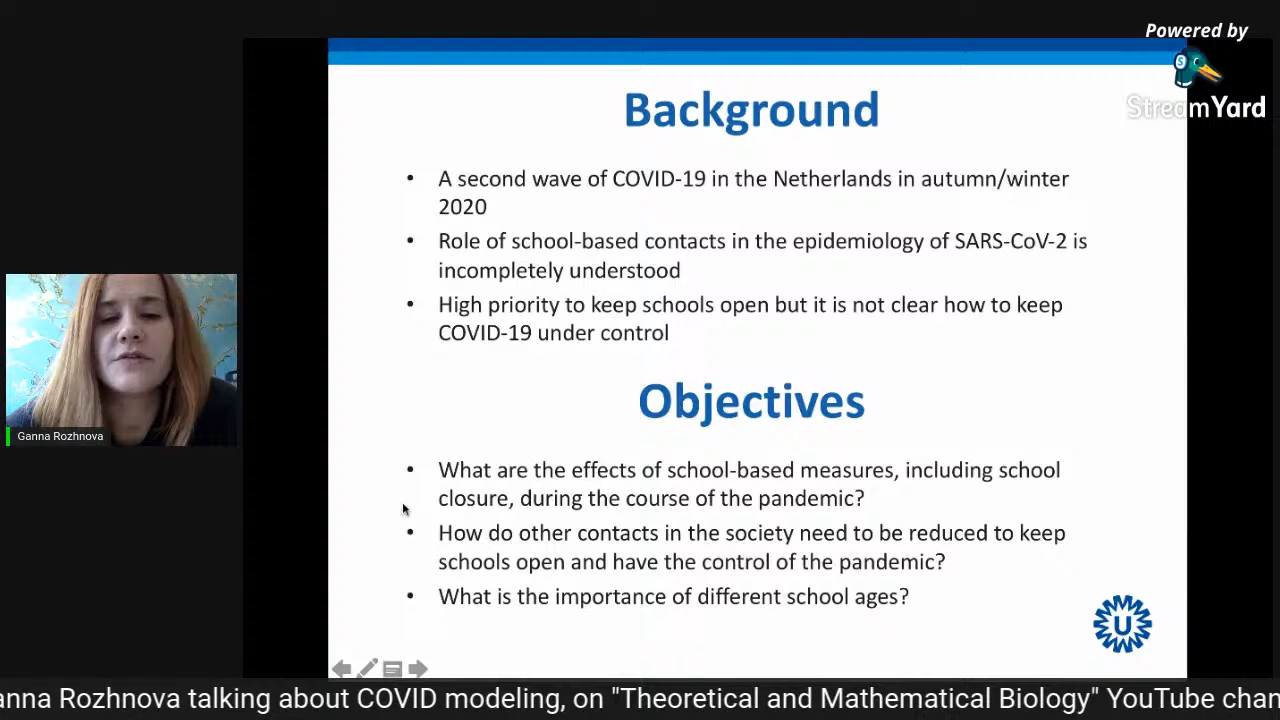 Powered by
StreamYard
Background
• A second wave of COVID-19 in the Netherlands in autumn/winter
2020
• Role of school-based contacts in the epidemiology of SARS-CoV-2 is
incompletely understood
• High priority to keep schools open but it is not clear how to keep
COVID-19 under control
Objectives
• What are the effects of school-based measures, including school
closure, during the course of the pandemic?
• How do other contacts in the society need to be reduced to keep
schools open and have the control of the pandemic?
• What is the importance of different school ages?
U
Ganna Rozhnova
anna Rozhnova talking about COVID modeling, on "Theoretical and Mathematical Biology" YouTube chan